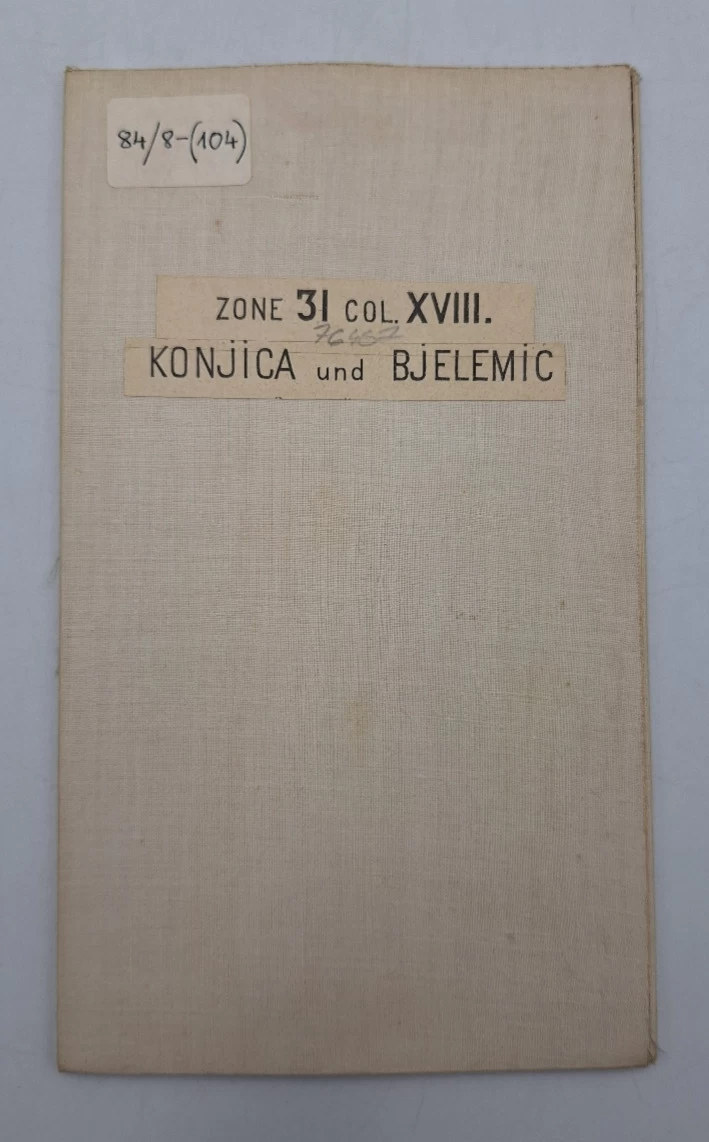 84/8-(104)
ZONE 31 COL. XVIII.
KONJICA und BJELEMIĆ